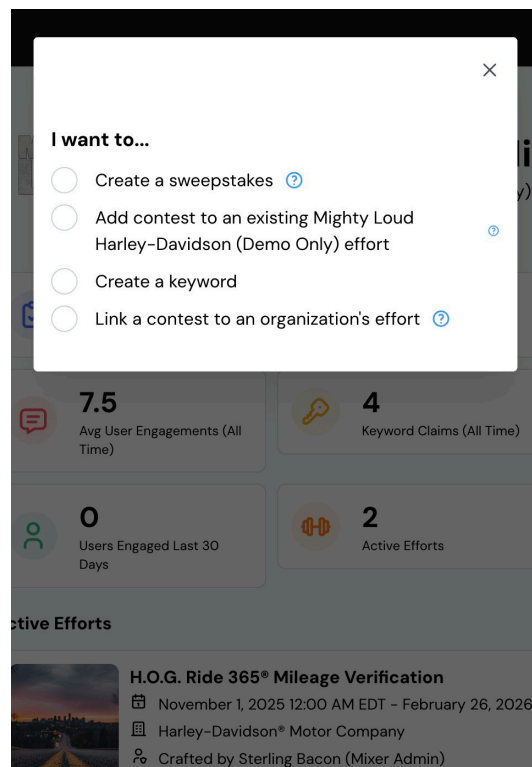 I want to...
Create a sweepstakes
Add contest to an existing Mighty Loud
Harley-Davidson (Demo Only) effort
Create a keyword
Link a contest to an organization's effort
7.5
Avg User Engagements (All
Time)
4
Keyword Claims (All Time)
0
Users Engaged Last 30
Days
2
Active Efforts
ctive Efforts
H.O.G. Ride 365® Mileage Verification
November 1, 2025 12:00 AM EDT - February 26, 2026
Harley-Davidson® Motor Company
Crafted by Sterling Bacon (Mixer Admin)